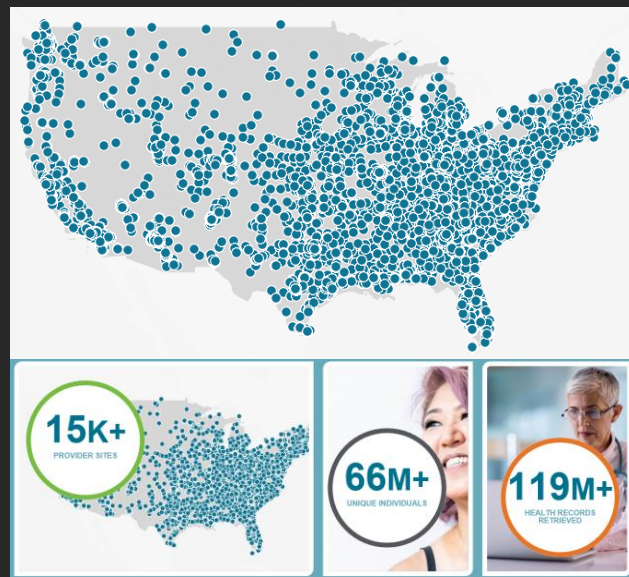 15K+
PROVIDER SITES
66M+
UNIQUE INDIVIDUALS
119M+
HEALTH RECORDS
RETRIEVED